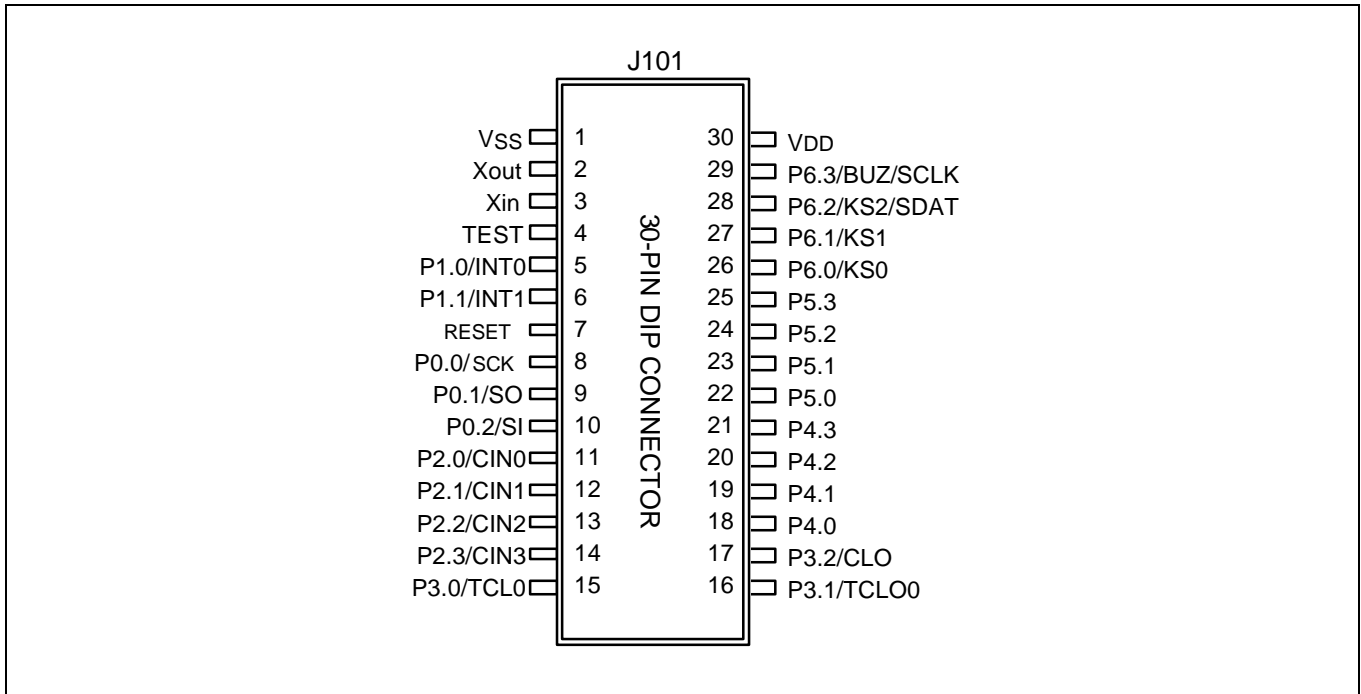 J101
VSS 1 30 VDD
Xout 2 29 P6.3/BUZ/SCLK
Xin 3 28 P6.2/KS2/SDAT
TEST 4 27 P6.1/KS1
P1.0/INT0 5 26 P6.0/KS0
P1.1/INT1 6 25 P5.3
RESET 7 24 P5.2
P0.0/SCK 8 23 P5.1
P0.1/SO 9 22 P5.0
P0.2/SI 10 21 P4.3
P2.0/CIN0 11 20 P4.2
P2.1/CIN1 12 19 P4.1
P2.2/CIN2 13 18 P4.0
P2.3/CIN3 14 17 P3.2/CLO
P3.0/TCL0 15 16 P3.1/TCLO0
30-PIN DIP CONNECTOR